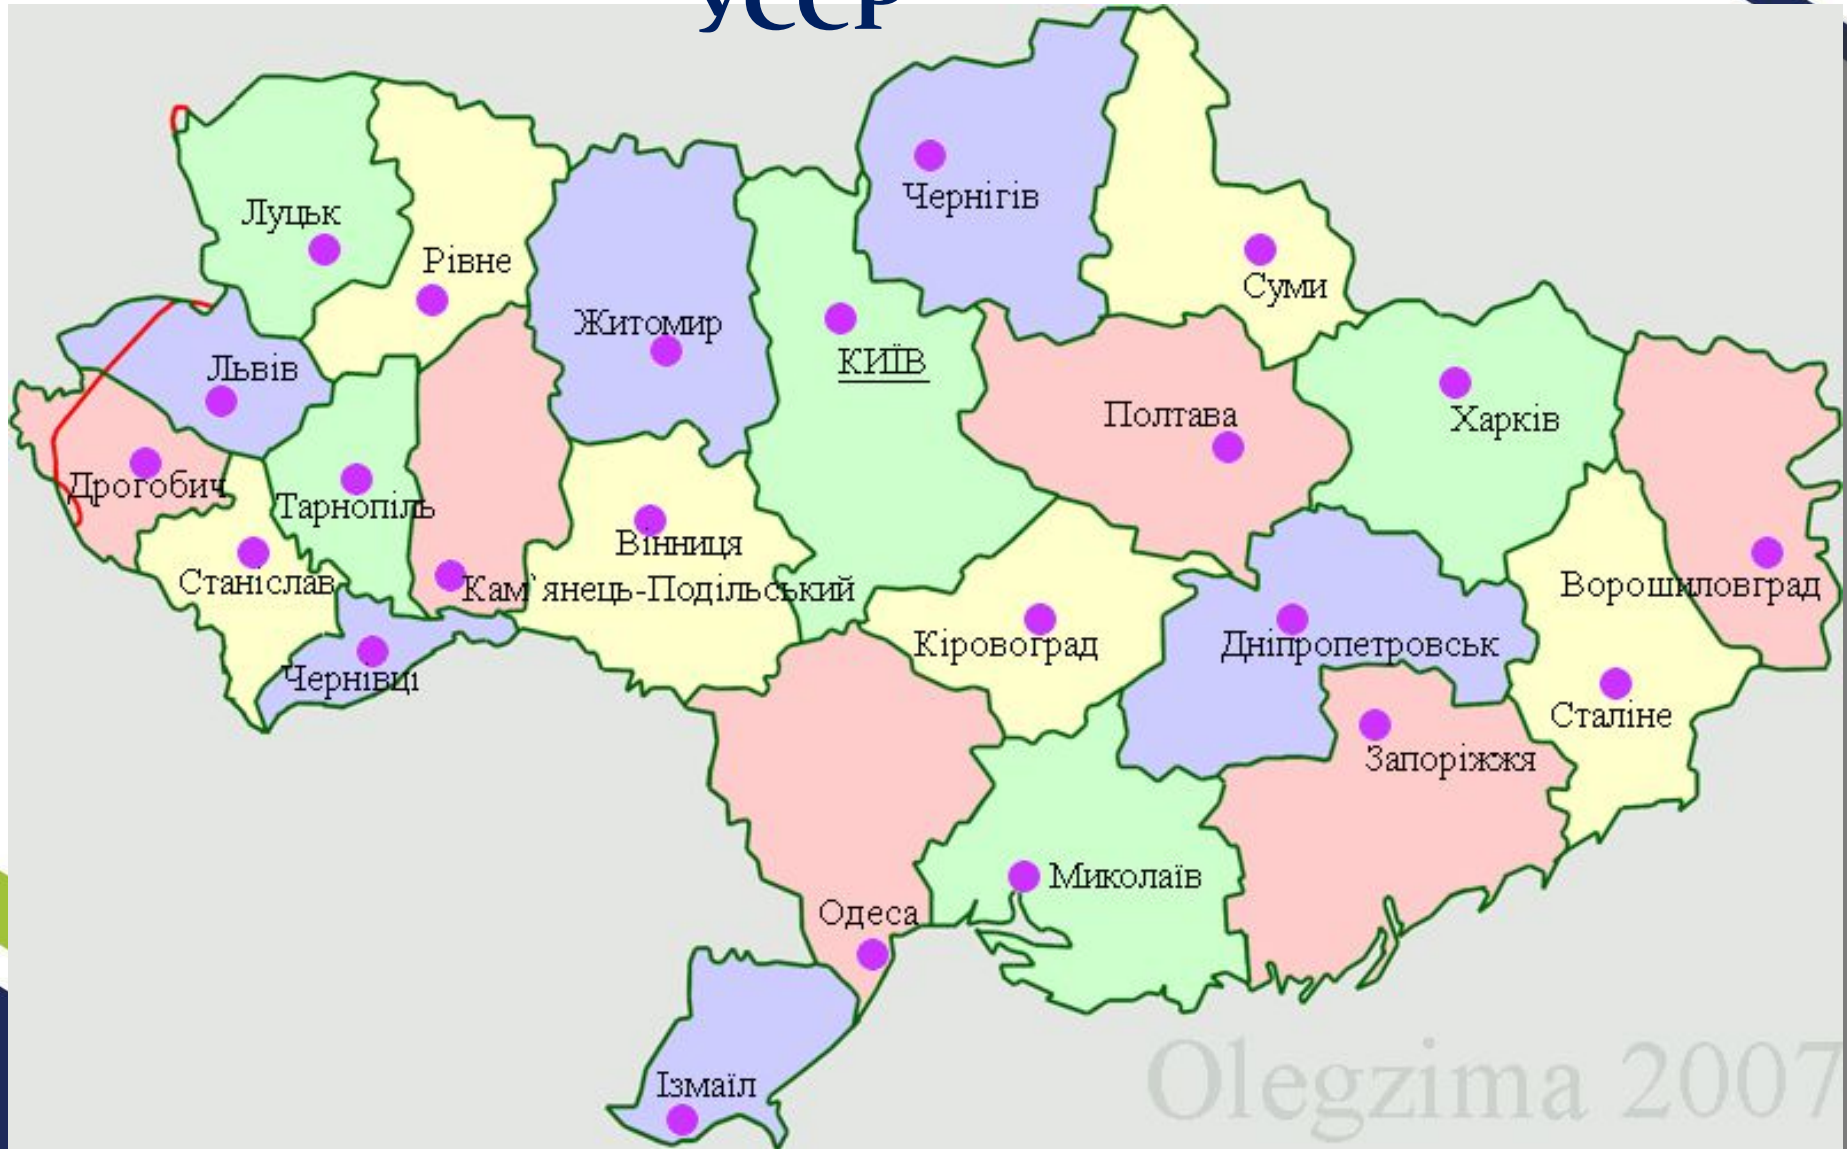 УССР
Чернігів
Луцьк
Рівне
Суми
Житомир
КИЇВ
Львів
Полтава
Харків
Дрогобич
Тарнопіль
Вінниця
Станіслав
Кам`янець-Подільський
Ворошиловград
Кіровоград
Дніпропетровськ
Чернівці
Сталіне
Запоріжжя
Миколаїв
Одеса
Ізмаїл
Olegzima 2007